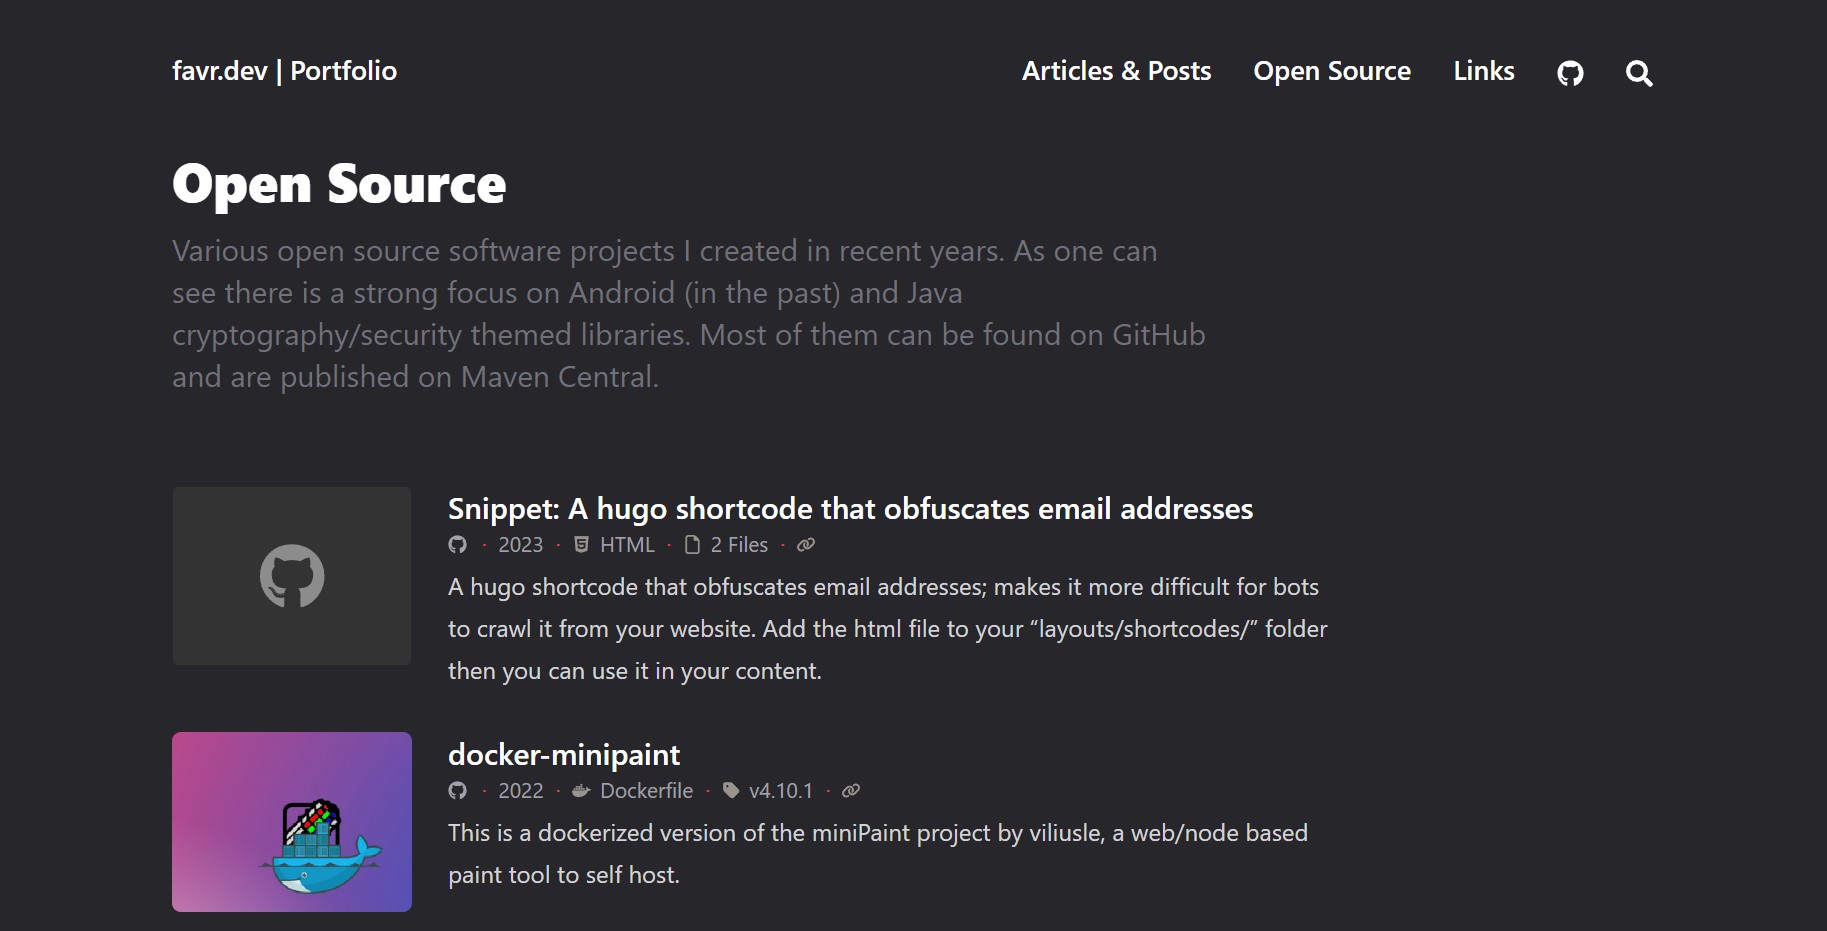 favr.dev | Portfolio
Articles & Posts
Open Source
Links
Open Source
Various open source software projects I created in recent years. As one can
see there is a strong focus on Android (in the past) and Java
cryptography/security themed libraries. Most of them can be found on GitHub
and are published on Maven Central.
Snippet: A hugo shortcode that obfuscates email addresses
· 2023 · HTML · 2 Files ·
A hugo shortcode that obfuscates email addresses; makes it more difficult for bots
to crawl it from your website. Add the html file to your “layouts/shortcodes/” folder
then you can use it in your content.
docker-minipaint
· 2022 · Dockerfile · v4.10.1 ·
This is a dockerized version of the miniPaint project by viliusle, a web/node based
paint tool to self host.